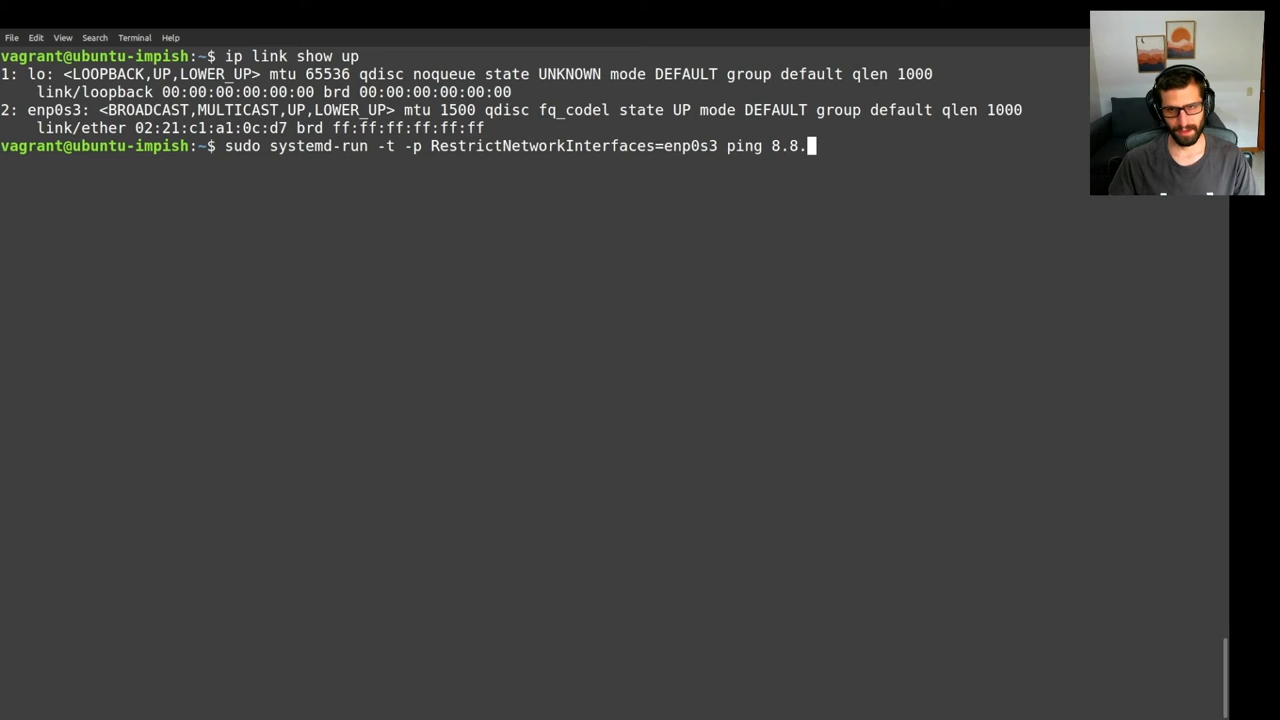 File Edit View Search Terminal Help
vagrant@ubuntu-impish:~$ ip link show up
1: lo: <LOOPBACK,UP,LOWER_UP> mtu 65536 qdisc noqueue state UNKNOWN mode DEFAULT group default qlen 1000
    link/loopback 00:00:00:00:00:00 brd 00:00:00:00:00:00
2: enp0s3: <BROADCAST,MULTICAST,UP,LOWER_UP> mtu 1500 qdisc fq_codel state UP mode DEFAULT group default qlen 1000
    link/ether 02:21:c1:a1:0c:d7 brd ff:ff:ff:ff:ff:ff
vagrant@ubuntu-impish:~$ sudo systemd-run -t -p RestrictNetworkInterfaces=enp0s3 ping 8.8.